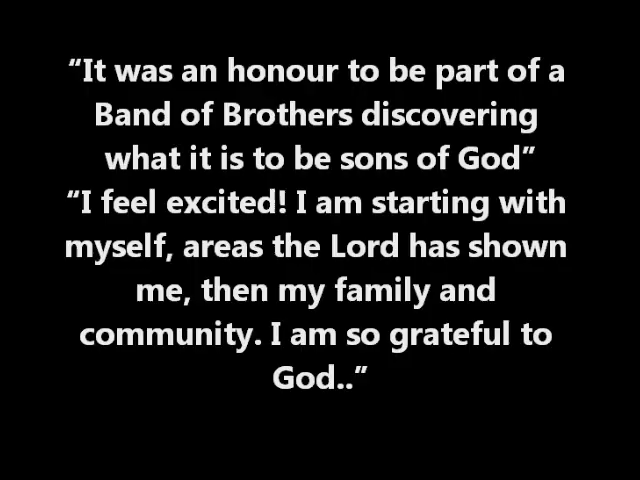 “It was an honour to be part of a
Band of Brothers discovering
what it is to be sons of God”
“I feel excited! I am starting with
myself, areas the Lord has shown
me, then my family and
community. I am so grateful to
God..”